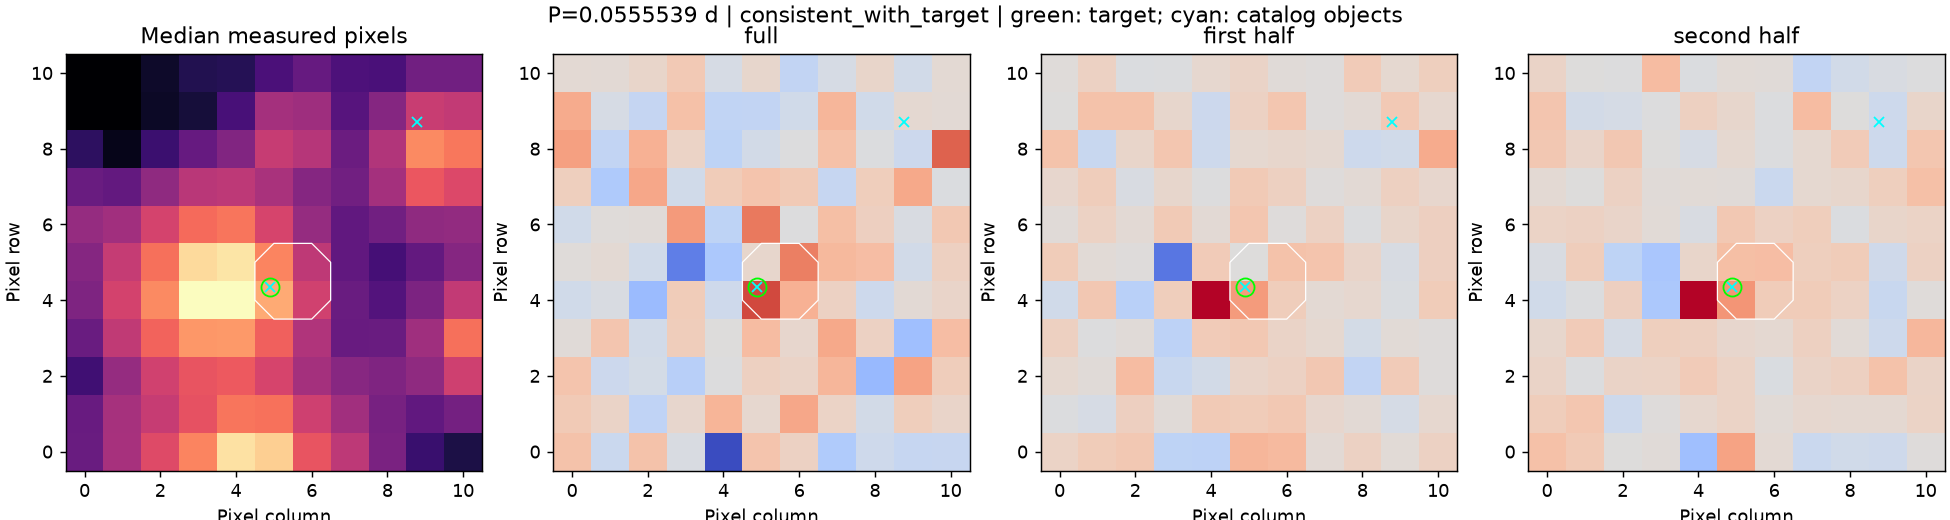 P=0.0555539 d | consistent_with_target | green: target; cyan: catalog objects
Median measured pixels
full
first half
second half
Pixel row
Pixel row
Pixel row
Pixel row
10
8
6
4
2
0
10
8
6
4
2
0
10
8
6
4
2
0
10
8
6
4
2
0
0 2 4 6 8 10
0 2 4 6 8 10
0 2 4 6 8 10
0 2 4 6 8 10
Pixel column
Pixel column
Pixel column
Pixel column